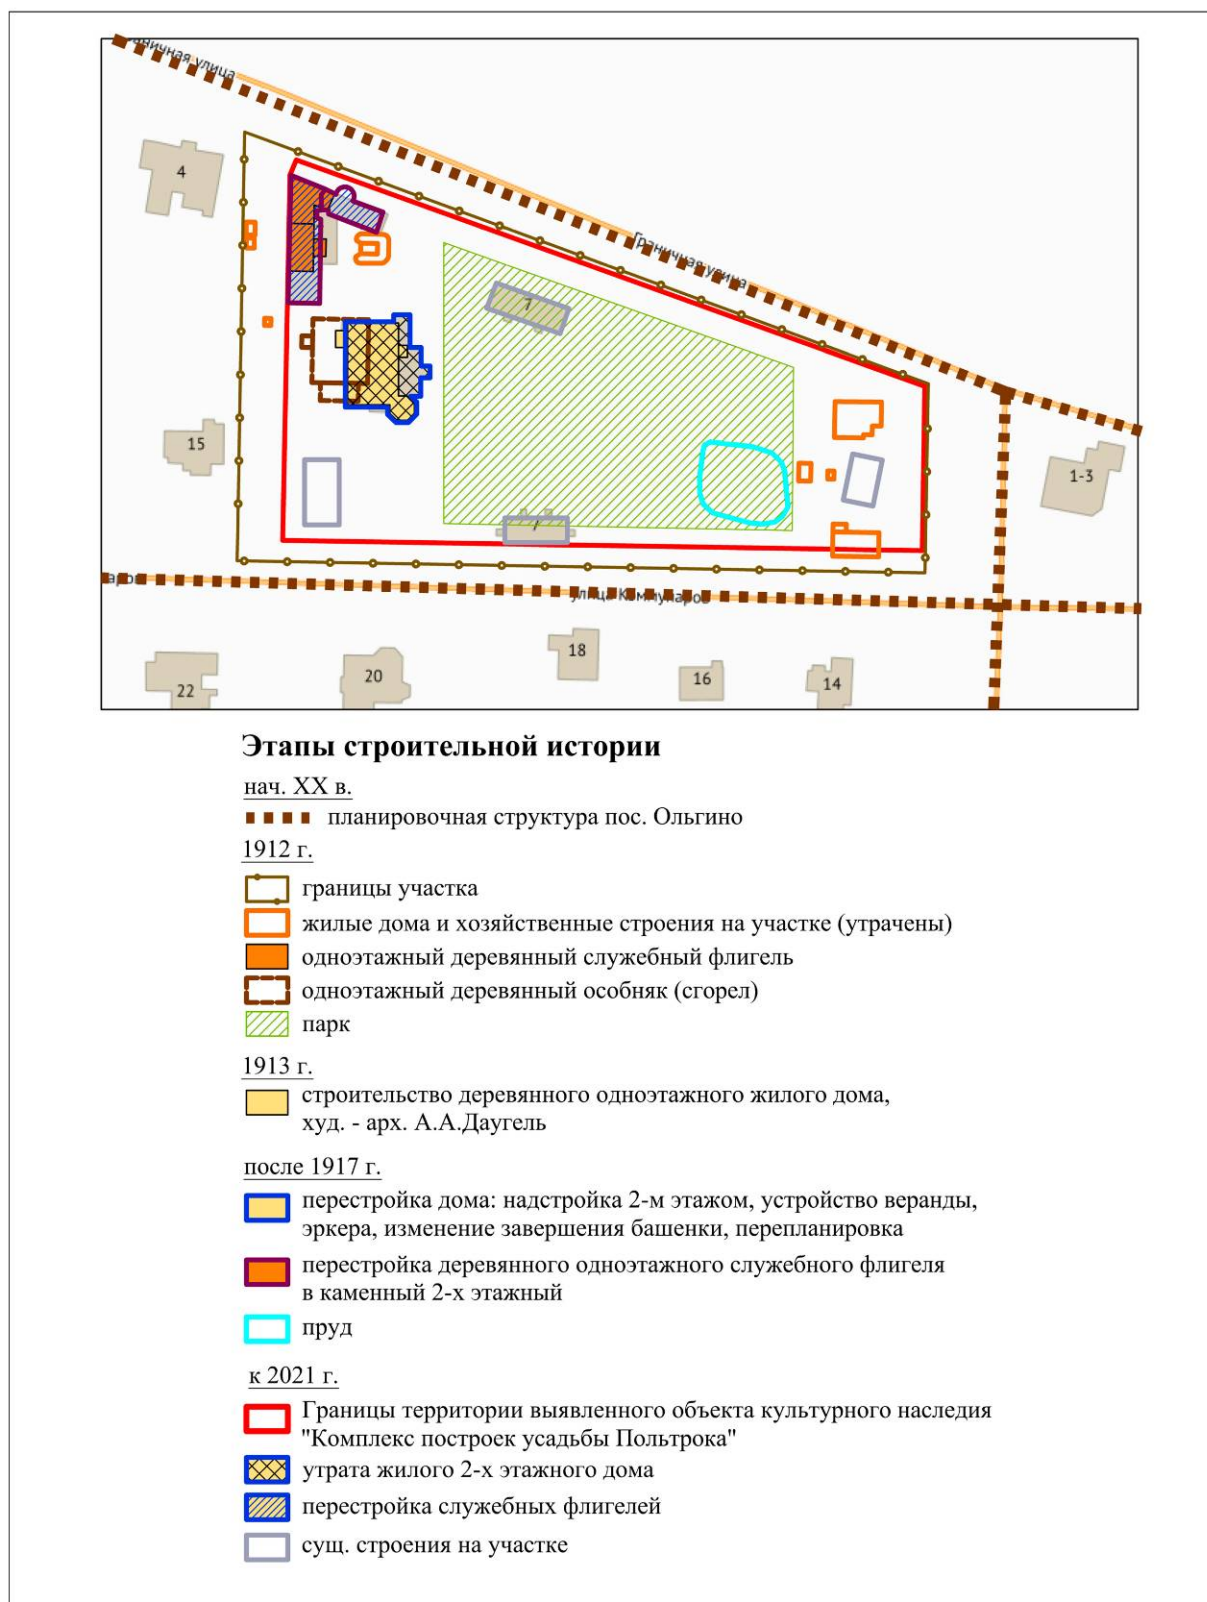 граничная улица
4
Граничная улица
7
15
1-3
улица Коммунаров
18
20
16
14
22
Этапы строительной истории
нач. XX в.
планировочная структура пос. Ольгино
1912 г.
границы участка
жилые дома и хозяйственные строения на участке (утрачены)
одноэтажный деревянный служебный флигель
одноэтажный деревянный особняк (сгорел)
парк
1913 г.
строительство деревянного одноэтажного жилого дома,
худ. - арх. А.А.Даугель
после 1917 г.
перестройка дома: надстройка 2-м этажом, устройство веранды,
эркера, изменение завершения башенки, перепланировка
перестройка деревянного одноэтажного служебного флигеля
в каменный 2-х этажный
пруд
к 2021 г.
Границы территории выявленного объекта культурного наследия
"Комплекс построек усадьбы Польтрока"
утрата жилого 2-х этажного дома
перестройка служебных флигелей
сущ. строения на участке